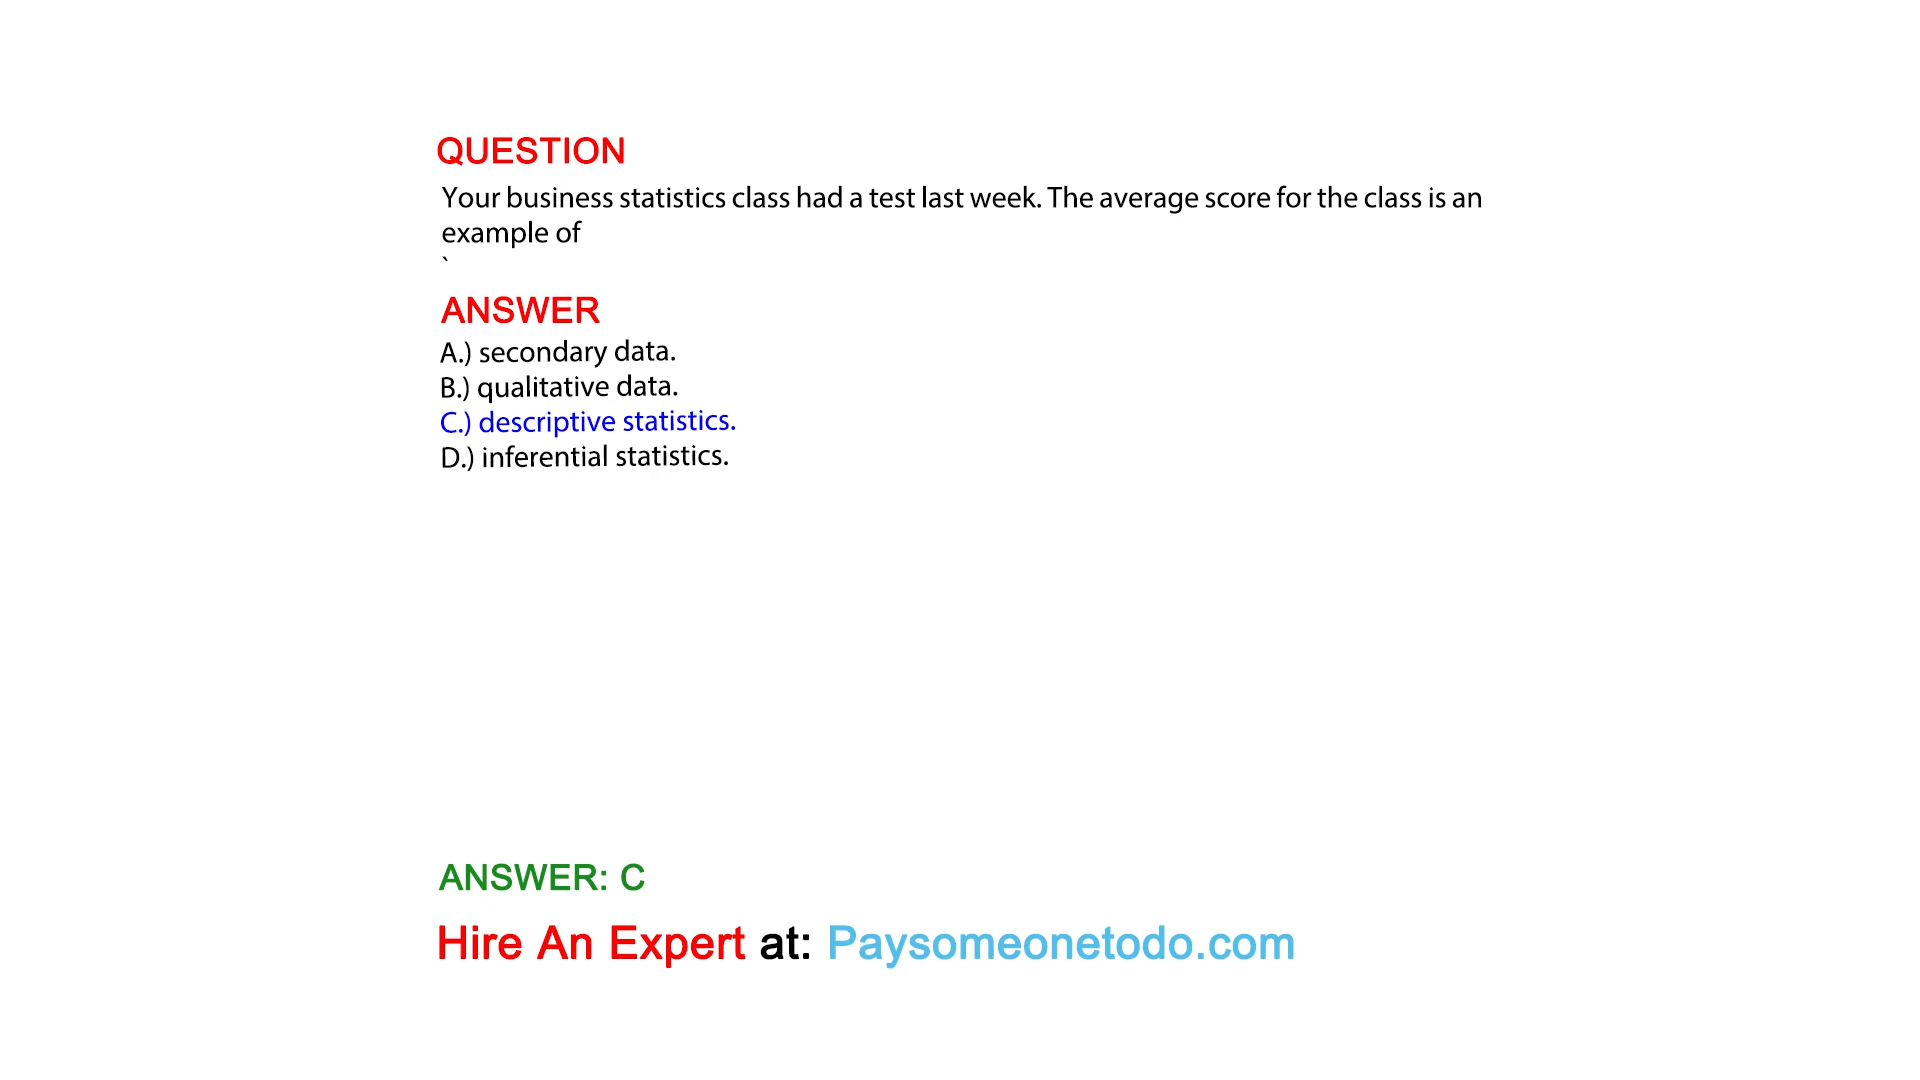 QUESTION
Your business statistics class had a test last week. The average score for the class is an
example of
`
ANSWER
A.) secondary data.
B.) qualitative data.
C.) descriptive statistics.
D.) inferential statistics.
ANSWER: C
Hire An Expert at: Paysomeonetodo.com